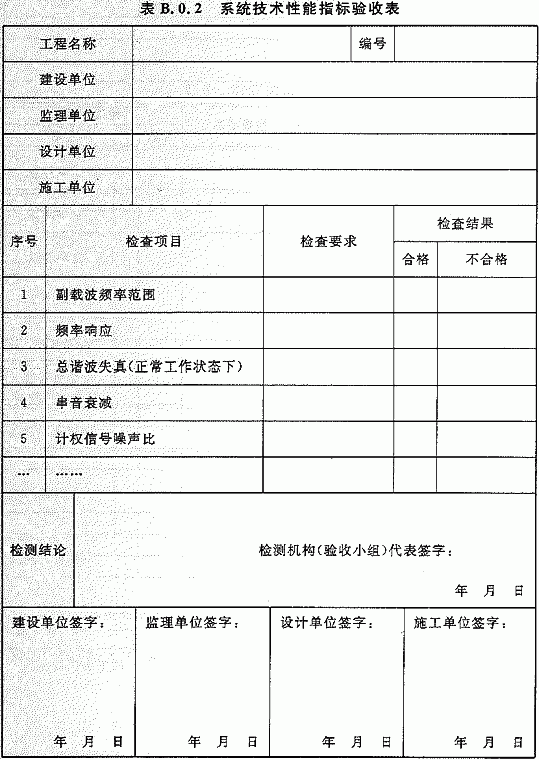 表 B.0.2 系统技术性能指标验收表
工程名称 编号
建设单位
监理单位
设计单位
施工单位
序号 检查项目 检查要求 检查结果
合格 不合格
1 副载波频率范围
2 频率响应
3 总谐波失真(正常工作状态下)
4 串音衰减
5 计权信号噪声比
… ……
检测结论 检测机构(验收小组)代表签字:
年 月 日
建设单位签字: 监理单位签字: 设计单位签字: 施工单位签字:
年 月 日 年 月 日 年 月 日 年 月 日